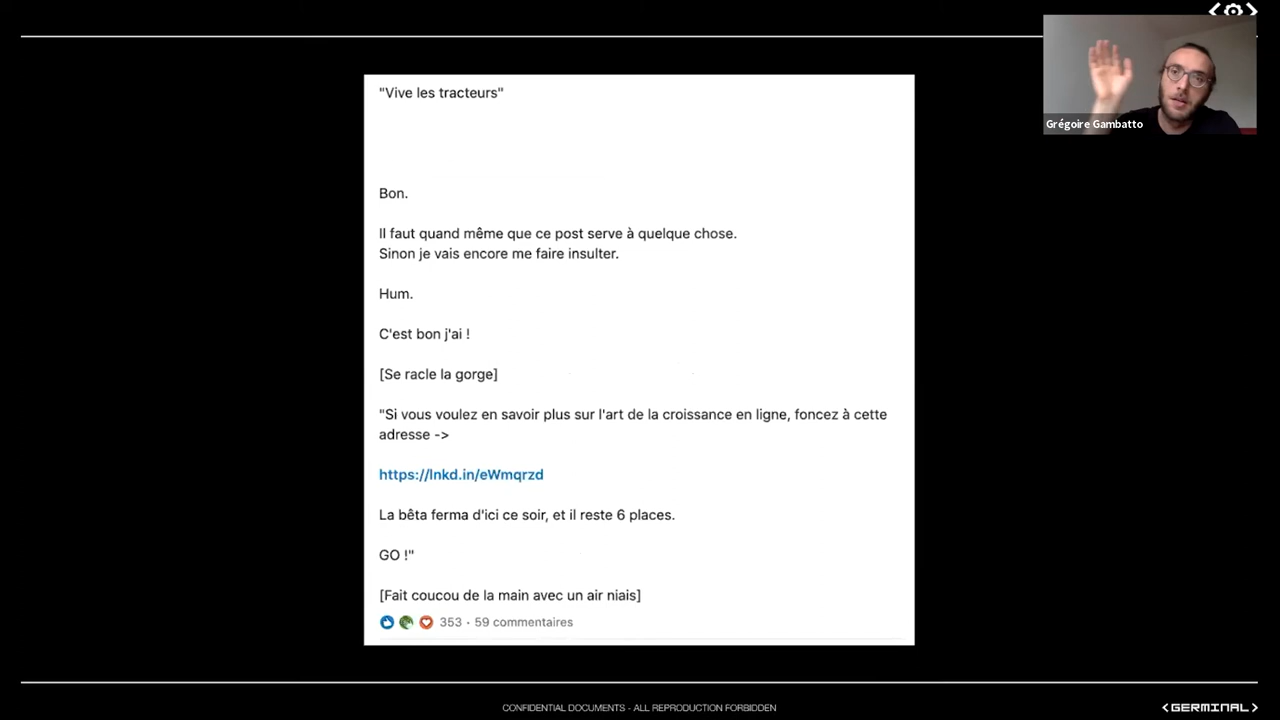 Grégoire Gambatto
"Vive les tracteurs"
Bon.
Il faut quand même que ce post serve à quelque chose.
Sinon je vais encore me faire insulter.
Hum.
C'est bon j'ai !
[Se racle la gorge]
"Si vous voulez en savoir plus sur l'art de la croissance en ligne, foncez à cette
adresse ->
https://lnkd.in/eWmqrzd
La bêta ferma d'ici ce soir, et il reste 6 places.
GO !"
[Fait coucou de la main avec un air niais]
353 · 59 commentaires
CONFIDENTIAL DOCUMENTS - ALL REPRODUCTION FORBIDDEN
<GERMINAL>